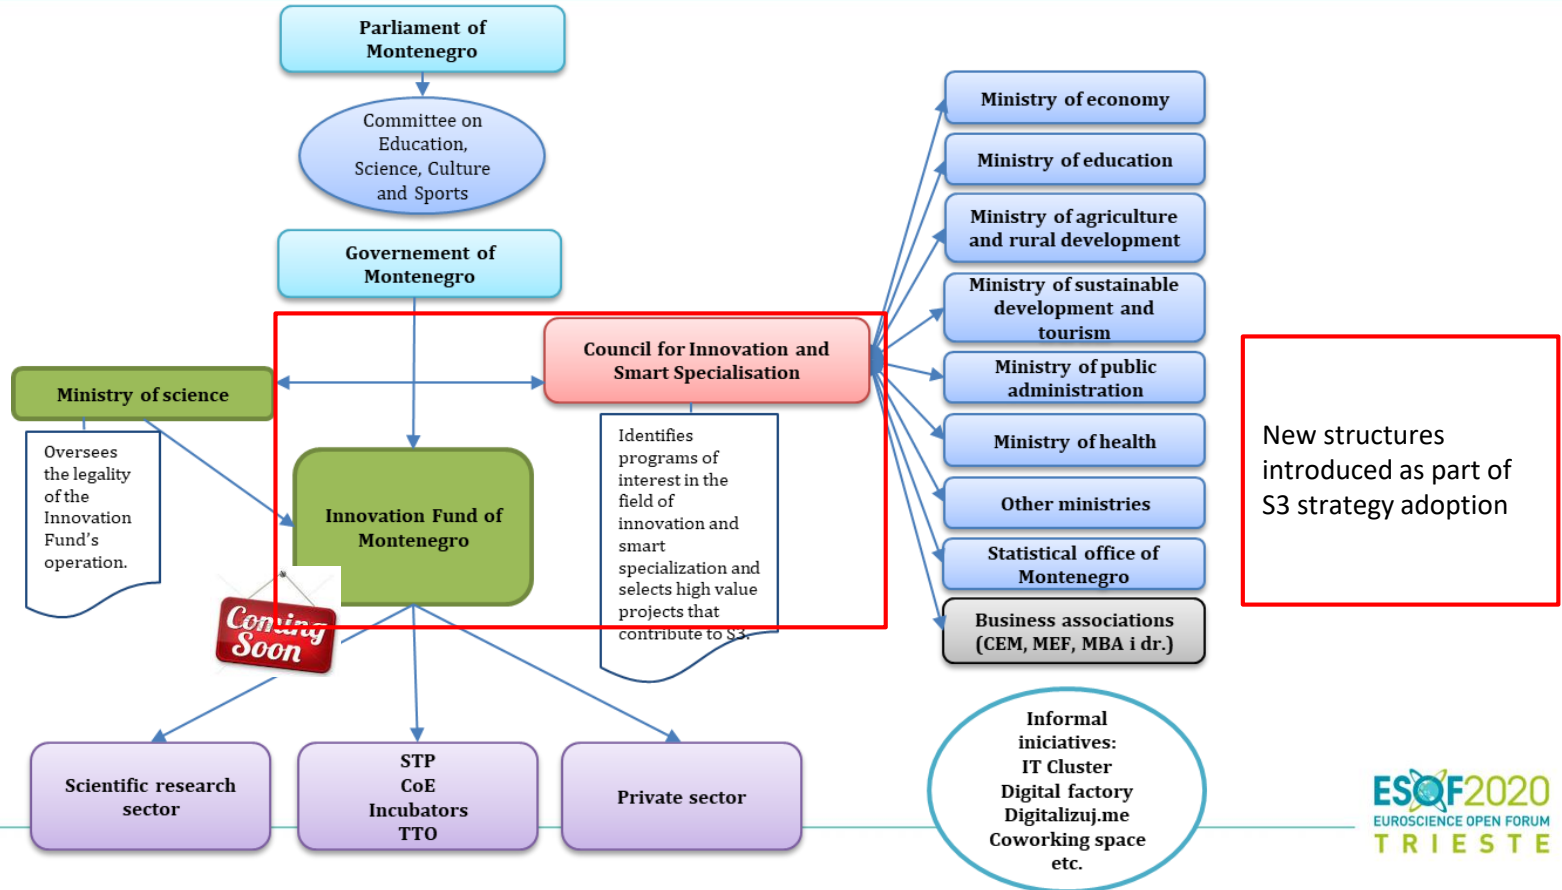 Parliament of
Montenegro
Committee on
Education,
Science, Culture
and Sports
Governement of
Montenegro
Ministry of science
Oversees
the legality
of the
Innovation
Fund's
operation.
Council for Innovation and
Smart Specialisation
Identifies
programs of
interest in the
field of
innovation and
smart
specialization and
selects high value
projects that
contribute to S3.
Innovation Fund of
Montenegro
Coming
Soon
Scientific research
sector
STP
CoE
Incubators
TTO
Private sector
Ministry of economy
Ministry of education
Ministry of agriculture
and rural development
Ministry of sustainable
development and
tourism
Ministry of public
administration
Ministry of health
Other ministries
Statistical office of
Montenegro
Business associations
(CEM, MEF, MBA i dr.)
Informal
iniciatives:
IT Cluster
Digital factory
Digitalizuj.me
Coworking space
etc.
New structures
introduced as part of
S3 strategy adoption
ESOF2020
EUROSCIENCE OPEN FORUM
TRIESTE